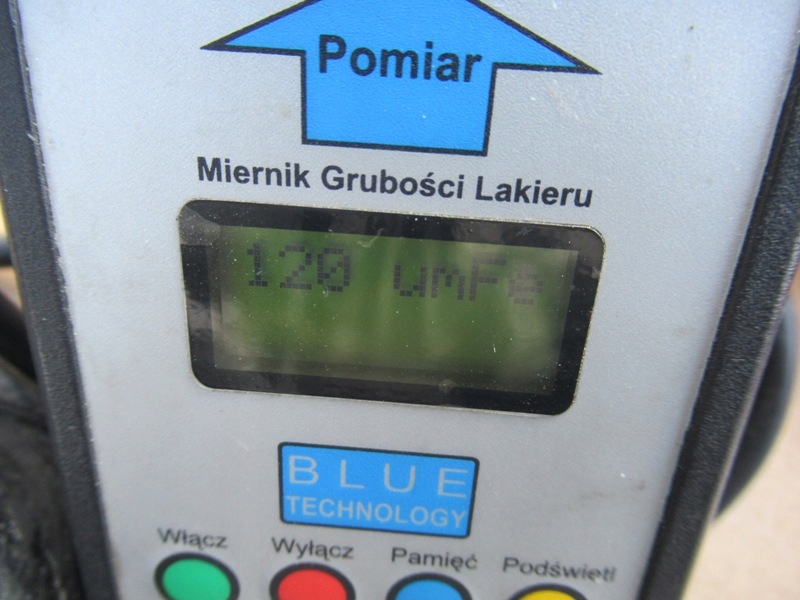 Pomiar
Miernik Grubości Lakieru
120 umFe
BLUE
TECHNOLOGY
Włącz Wyłącz Pamięć Podświetl